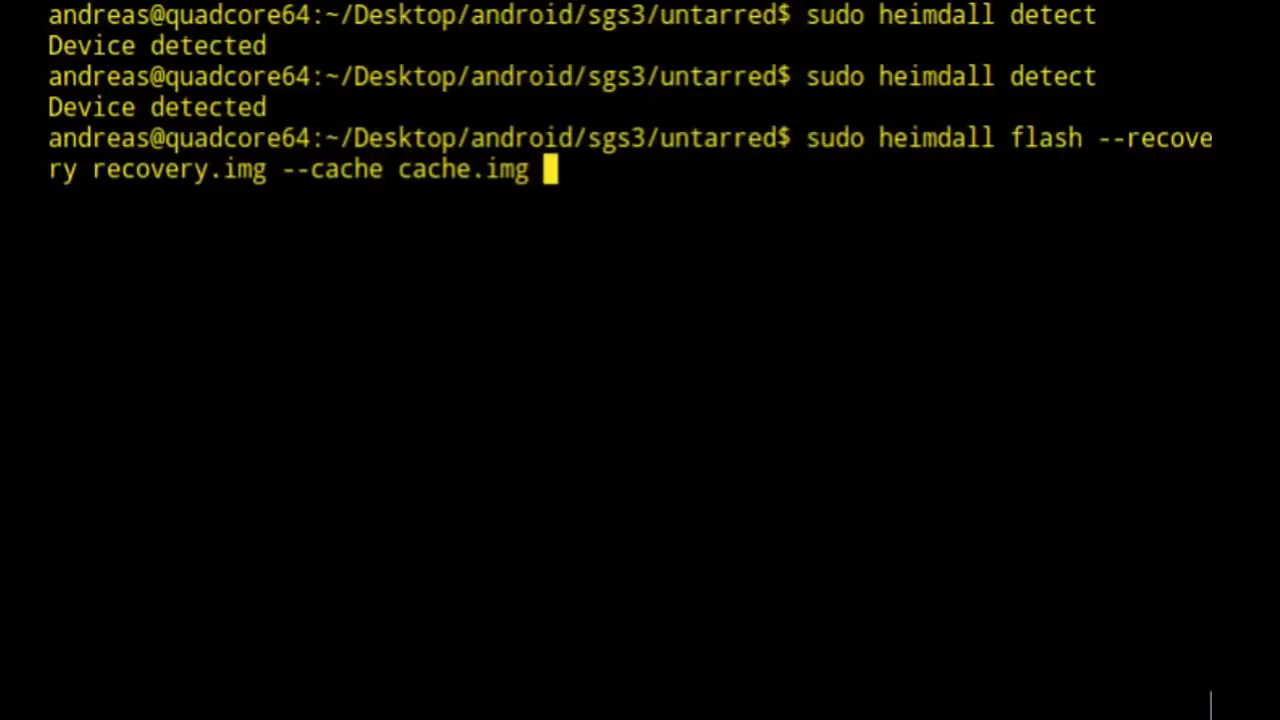 andreas@quadcore64:~/Desktop/android/sgs3/untarred$ sudo heimdall detect
Device detected
andreas@quadcore64:~/Desktop/android/sgs3/untarred$ sudo heimdall detect
Device detected
andreas@quadcore64:~/Desktop/android/sgs3/untarred$ sudo heimdall flash --recove
ry recovery.img --cache cache.img